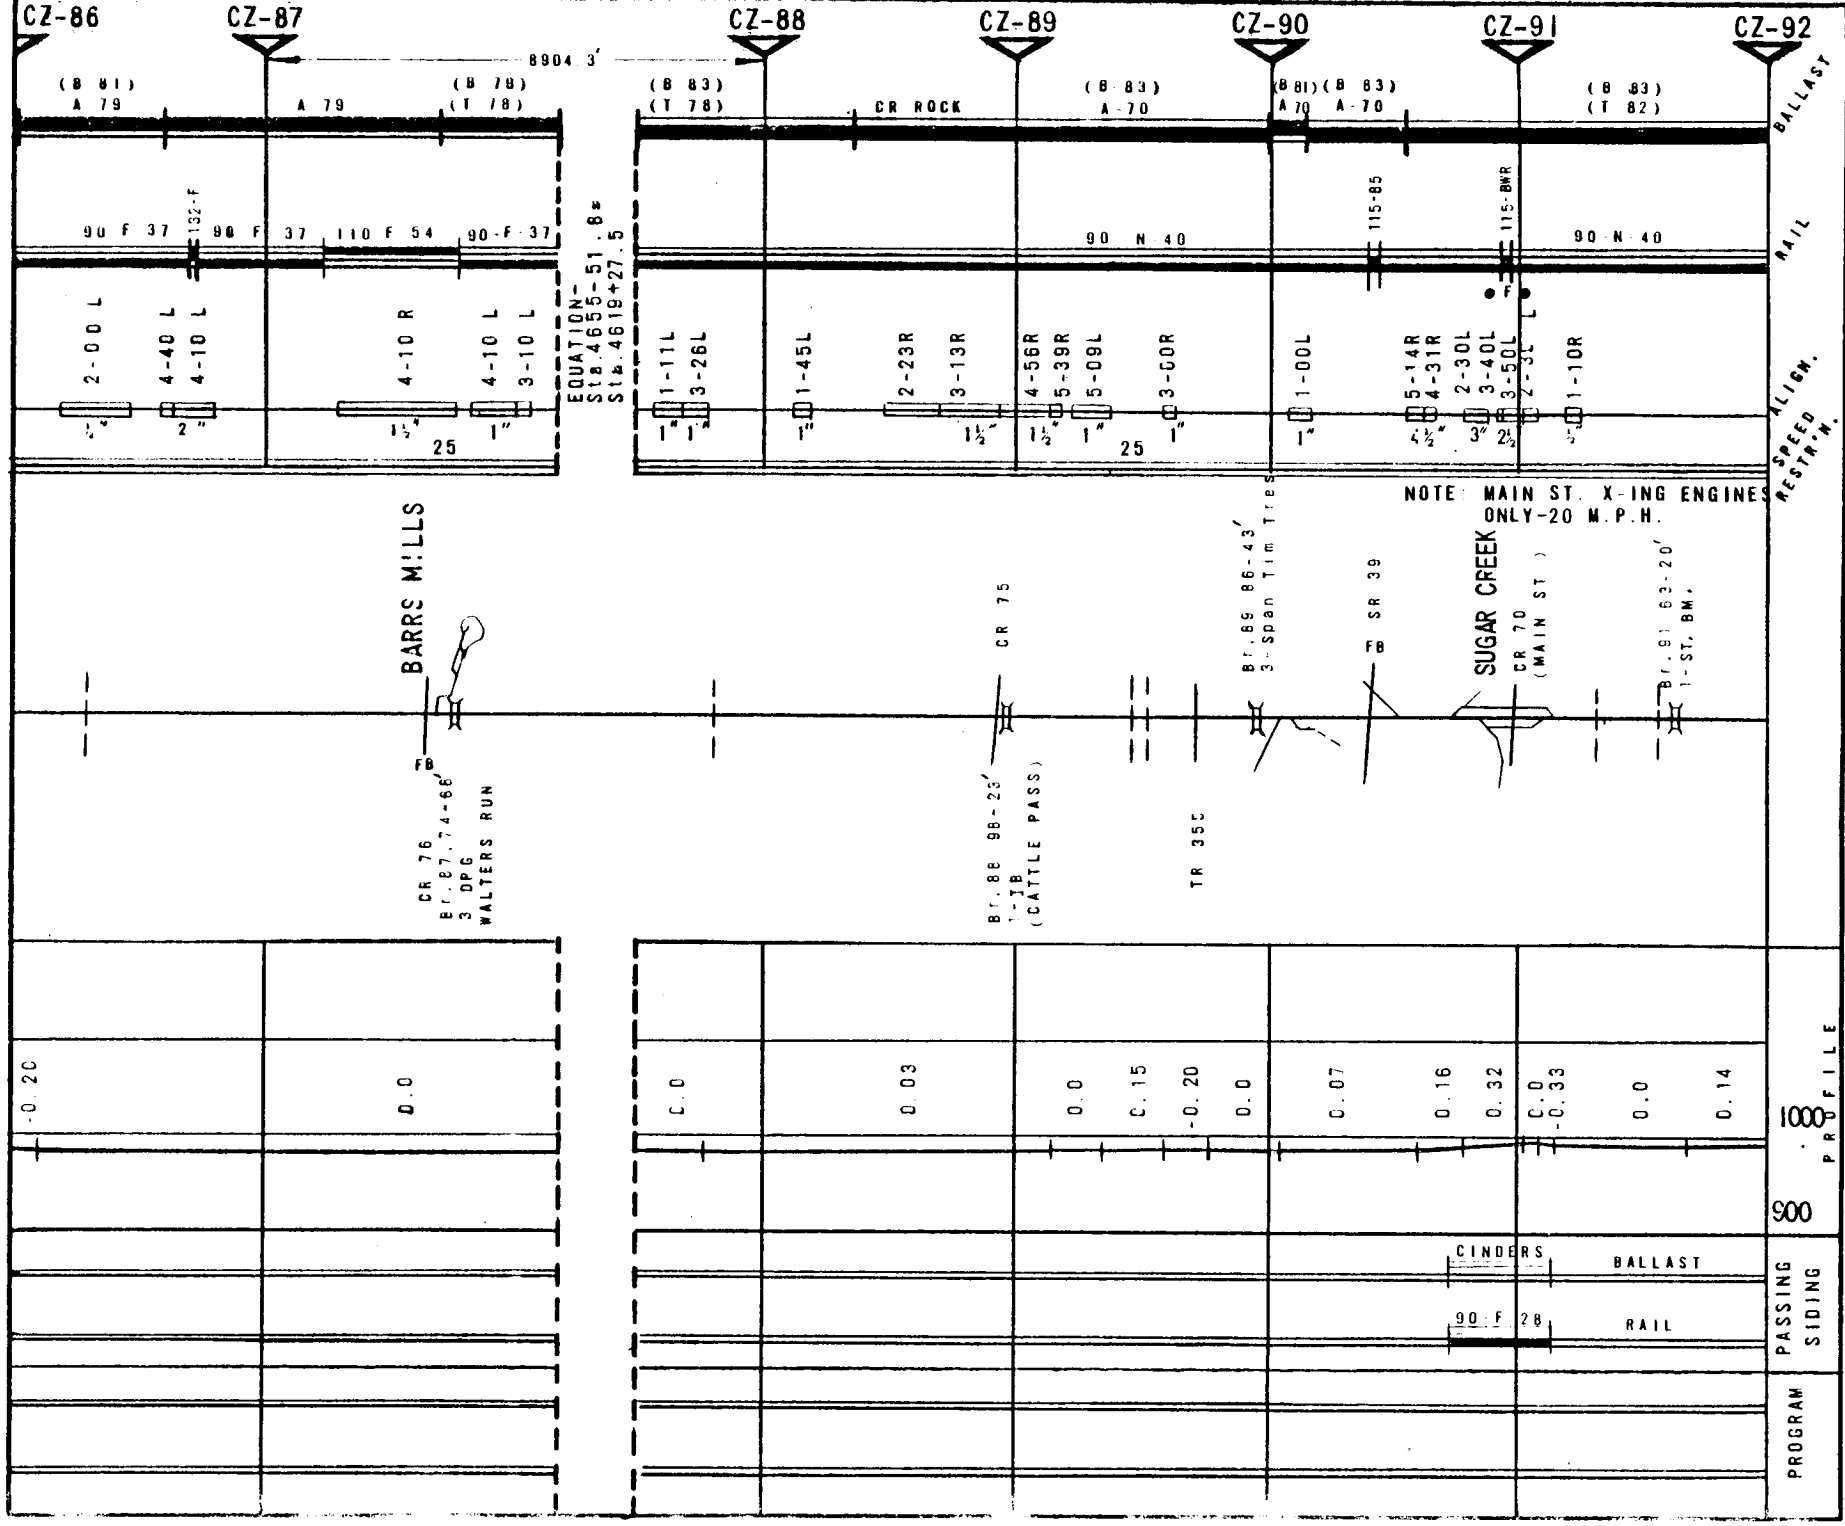 CZ-86
CZ-87
CZ-88
CZ-89
CZ-90
CZ-91
CZ-92
8904.3'
(B 81)
A 79
A 79
(B 78)
(T 78)
(B 83)
(T 78)
CR ROCK
(B 83)
A-70
(B 81)
A 70
(B 83)
A-70
(B 83)
(T 82)
BALLAST
90 F 37
132-F
90 F 37
110 F 54
90-F-37
90 N 40
115-85
115-BWR
90-N-40
RAIL
F
EQUATION-
Sta.4655-51.8=
Sta.4619+27.5
2-00 L
4-40 L
4-10 L
4-10 R
4-10 L
3-10 L
1-11L
3-26L
1-45L
2-23R
3-13R
4-56R
5-39R
5-09L
3-00R
1-00L
5-14R
4-31R
2-30L
3-40L
3-50L
2-3L
L
1-10R
ALIGN.
2"
1½"
1"
1"
1½"
1½"
1"
1"
1"
4½"
3"
2½
25
25
SPEED
RESTR'N.
NOTE: MAIN ST. X-ING ENGINES
ONLY-20 M.P.H.
BARRS MILLS
FB
CR 76
Br.87.74-66'
3 DPG
WALTERS RUN
CR 75
Br.88 98-23'
1-IB
(CATTLE PASS)
TR 355
Br.89 86-43'
3-Span Tim Tres
FB
SR 39
SUGAR CREEK
CR 70
(MAIN ST )
Br.91 63-20'
1-ST. BM.
-0.20
0.0
0.0
0.03
0.0
0.15
-0.20
0.0
0.07
0.16
0.32
0.0
-0.33
0.0
0.14
1000
900
PROFILE
CINDERS
BALLAST
90 F 28
RAIL
PASSING
SIDING
PROGRAM